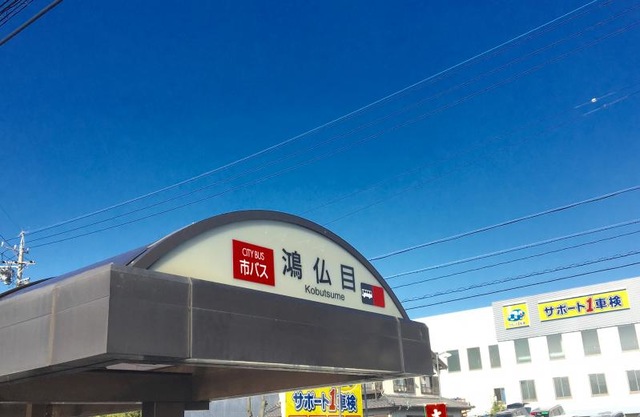 CITY BUS
市バス
鴻仏目
Kobutsume
サポート1車検
サポート1車検